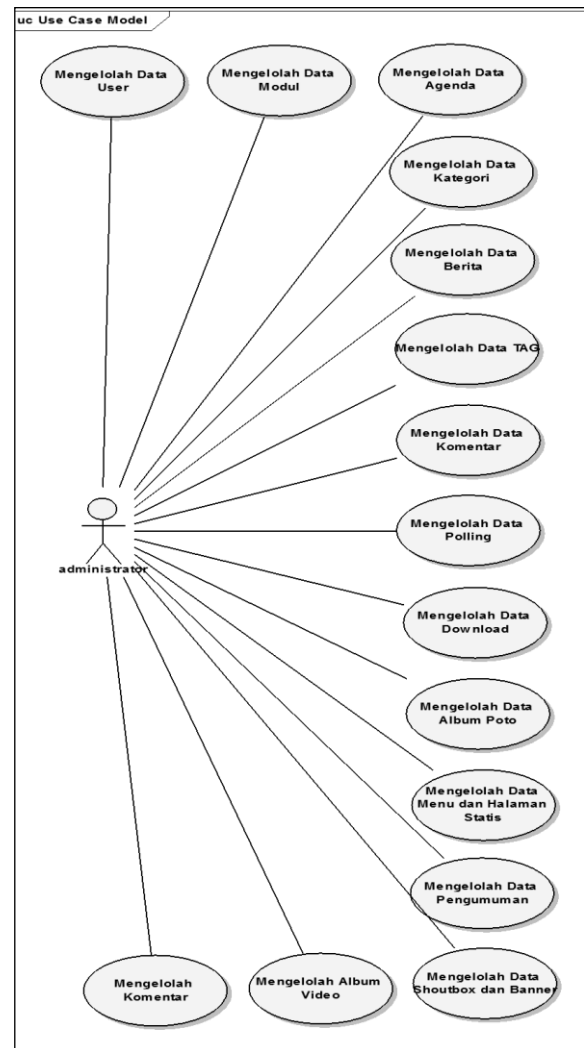 uc Use Case Model
Mengelolah Data
User
Mengelolah Data
Modul
Mengelolah Data
Agenda
Mengelolah Data
Kategori
Mengelolah Data
Berita
Mengelolah Data TAG
Mengelolah Data
Komentar
Mengelolah Data
Polling
administrator
Mengelolah Data
Download
Mengelolah Data
Album Poto
Mengelolah Data
Menu dan Halaman
Statis
Mengelolah Data
Pengumuman
Mengelolah
Komentar
Mengelolah Album
Video
Mengelolah Data
Shoutbox dan Banner